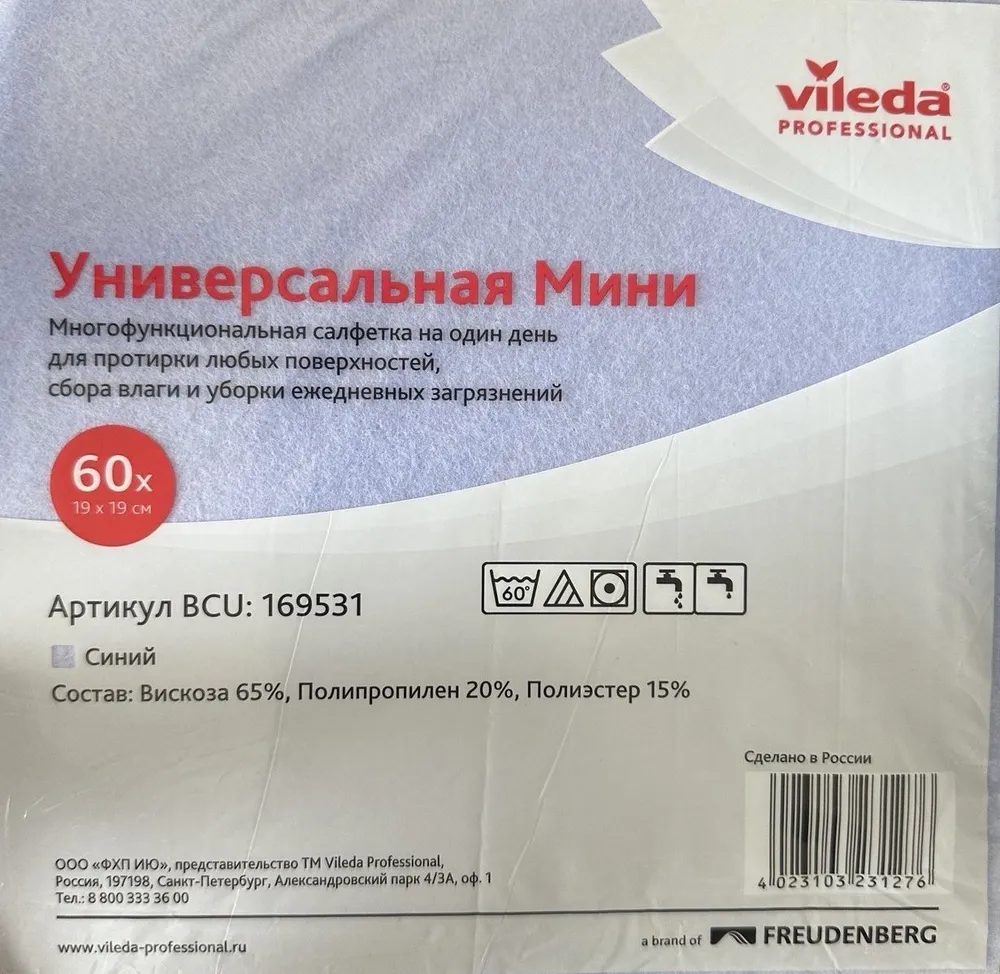 vileda®
PROFESSIONAL
Универсальная Мини
Многофункциональная салфетка на один день
для протирки любых поверхностей,
сбора влаги и уборки ежедневных загрязнений
60x
19 x 19 см
60°
Артикул BCU: 169531
Синий
Состав: Вискоза 65%, Полипропилен 20%, Полиэстер 15%
Сделано в России
4 023103 231276
ООО «ФХП ИЮ», представительство ТМ Vileda Professional,
Россия, 197198, Санкт-Петербург, Александровский парк 4/3А, оф. 1
Тел.: 8 800 333 36 00
www.vileda-professional.ru
a brand of FREUDENBERG